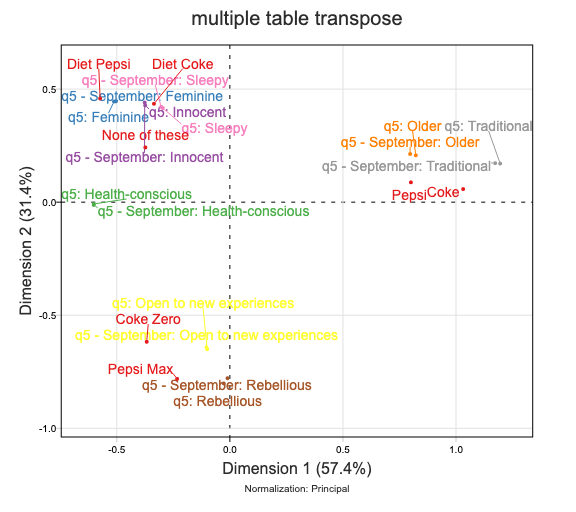 multiple table transpose
Diet Pepsi
Diet Coke
q5 - September: Sleepy
q5 - September: Feminine
q5: Feminine
q5: Innocent
q5: Sleepy
None of these
q5 - September: Innocent
q5: Older
q5: Traditional
q5 - September: Older
q5 - September: Traditional
Pepsi
Coke
q5: Health-conscious
q5 - September: Health-conscious
q5: Open to new experiences
Coke Zero
q5 - September: Open to new experiences
Pepsi Max
q5 - September: Rebellious
q5: Rebellious
0.5
0.0
-0.5
-1.0
Dimension 2 (31.4%)
-0.5
0.0
0.5
1.0
Dimension 1 (57.4%)
Normalization: Principal